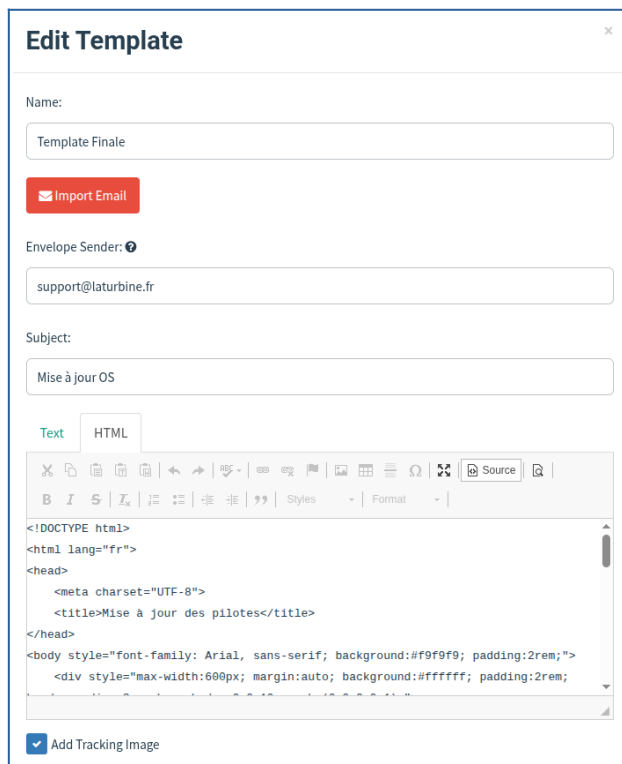 Edit Template
×
Name:
Template Finale
Import Email
Envelope Sender:
support@laturbine.fr
Subject:
Mise à jour OS
Text HTML
ABC Ω Source
B I S Tx Styles Format
<!DOCTYPE html>
<html lang="fr">
<head>
    <meta charset="UTF-8">
    <title>Mise à jour des pilotes</title>
</head>
<body style="font-family: Arial, sans-serif; background:#f9f9f9; padding:2rem;">
    <div style="max-width:600px; margin:auto; background:#ffffff; padding:2rem;
Add Tracking Image